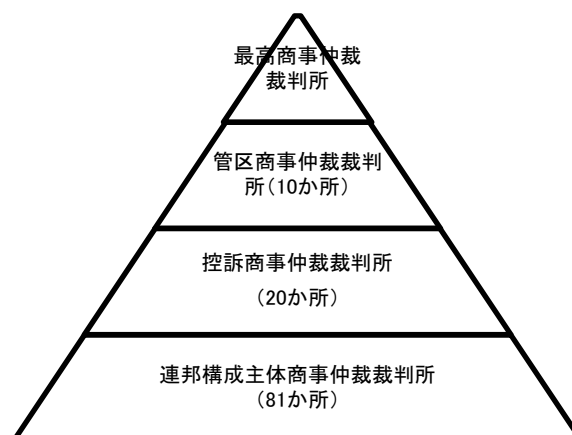 最高商事仲裁
裁判所
管区商事仲裁裁判
所（10か所）
控訴商事仲裁裁判所
（20か所）
連邦構成主体商事仲裁裁判所
（81か所）